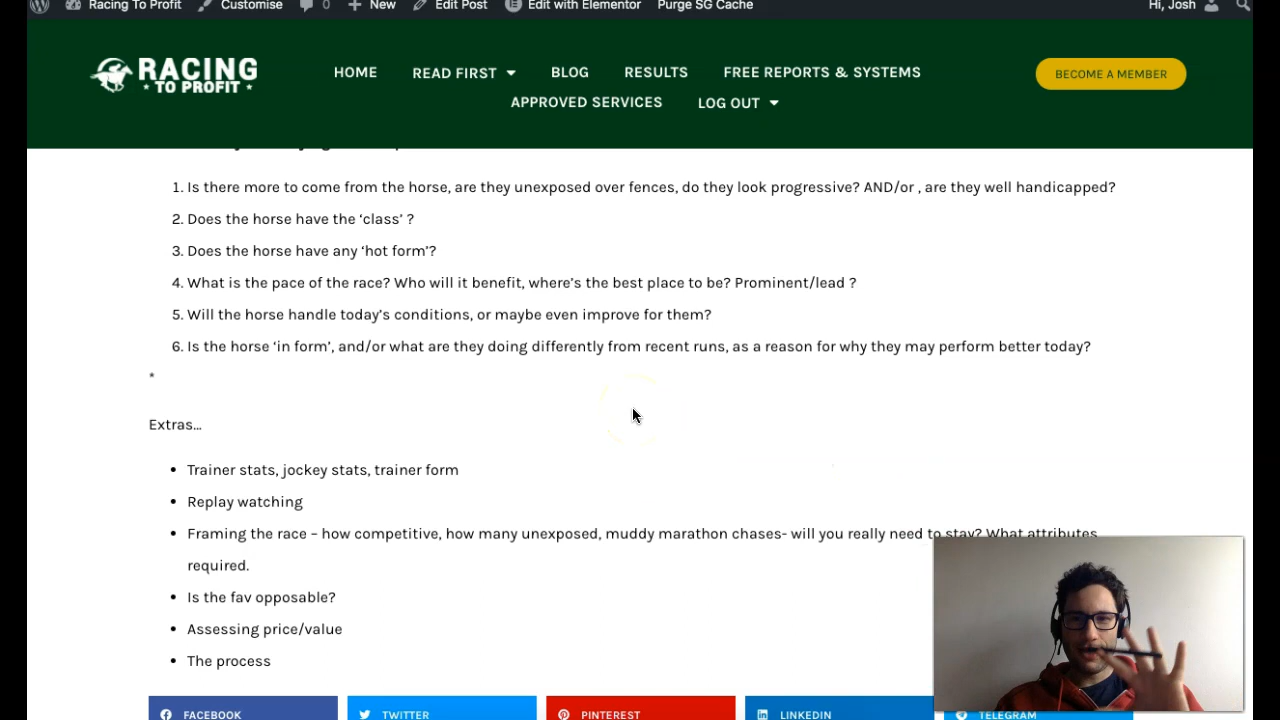 Racing To Profit Customise 0 New Edit Post Edit with Elementor Purge SG Cache Hi, Josh
RACING
TO PROFIT
HOME READ FIRST BLOG RESULTS FREE REPORTS & SYSTEMS
APPROVED SERVICES LOG OUT
BECOME A MEMBER
1. Is there more to come from the horse, are they unexposed over fences, do they look progressive? AND/or , are they well handicapped?
2. Does the horse have the ‘class’ ?
3. Does the horse have any ‘hot form’?
4. What is the pace of the race? Who will it benefit, where’s the best place to be? Prominent/lead ?
5. Will the horse handle today’s conditions, or maybe even improve for them?
6. Is the horse ‘in form’, and/or what are they doing differently from recent runs, as a reason for why they may perform better today?
*
Extras…
• Trainer stats, jockey stats, trainer form
• Replay watching
• Framing the race – how competitive, how many unexposed, muddy marathon chases- will you really need to stay? What attributes
required.
• Is the fav opposable?
• Assessing price/value
• The process
FACEBOOK TWITTER PINTEREST LINKEDIN TELEGRAM